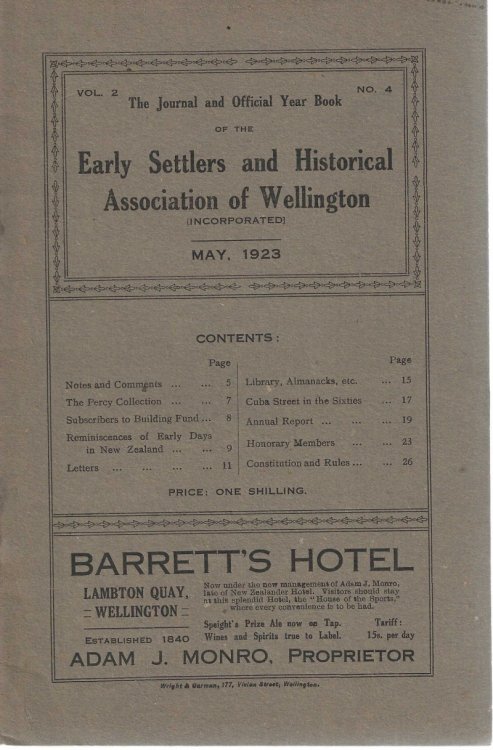 VOL. 2
NO. 4
The Journal and Official Year Book
OF THE
Early Settlers and Historical
Association of Wellington
(INCORPORATED)
MAY, 1923
CONTENTS:
Page
Notes and Comments ... ... 5
The Percy Collection ... ... 7
Subscribers to Building Fund ... 8
Reminiscences of Early Days
in New Zealand ... ... 9
Letters ... ... ... ... 11
Page
Library, Almanacks, etc. ... 15
Cuba Street in the Sixties ... 17
Annual Report ... ... ... 19
Honorary Members ... ... 23
Constitution and Rules ... ... 26
PRICE: ONE SHILLING.
BARRETT'S HOTEL
LAMBTON QUAY,
WELLINGTON
Now under the new management of Adam J. Monro,
late of New Zealander Hotel. Visitors should stay
at this splendid Hotel, the "House of the Sports,"
where every convenience is to be had.
ESTABLISHED 1840
Speight's Prize Ale now on Tap.
Wines and Spirits true to Label.
Tariff:
15s. per day
ADAM J. MONRO, PROPRIETOR
Wright & Carman, 177, Vivian Street, Wellington.